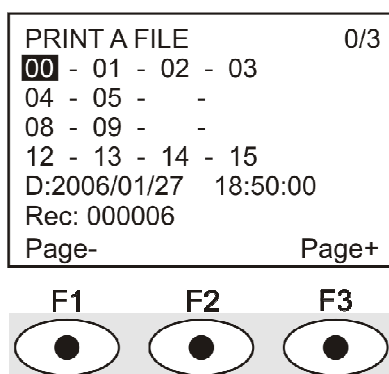 PRINT A FILE 0/3
00 - 01 - 02 - 03
04 - 05 - -
08 - 09 - -
12 - 13 - 14 - 15
D:2006/01/27 18:50:00
Rec: 000006
Page- Page+
F1 F2 F3